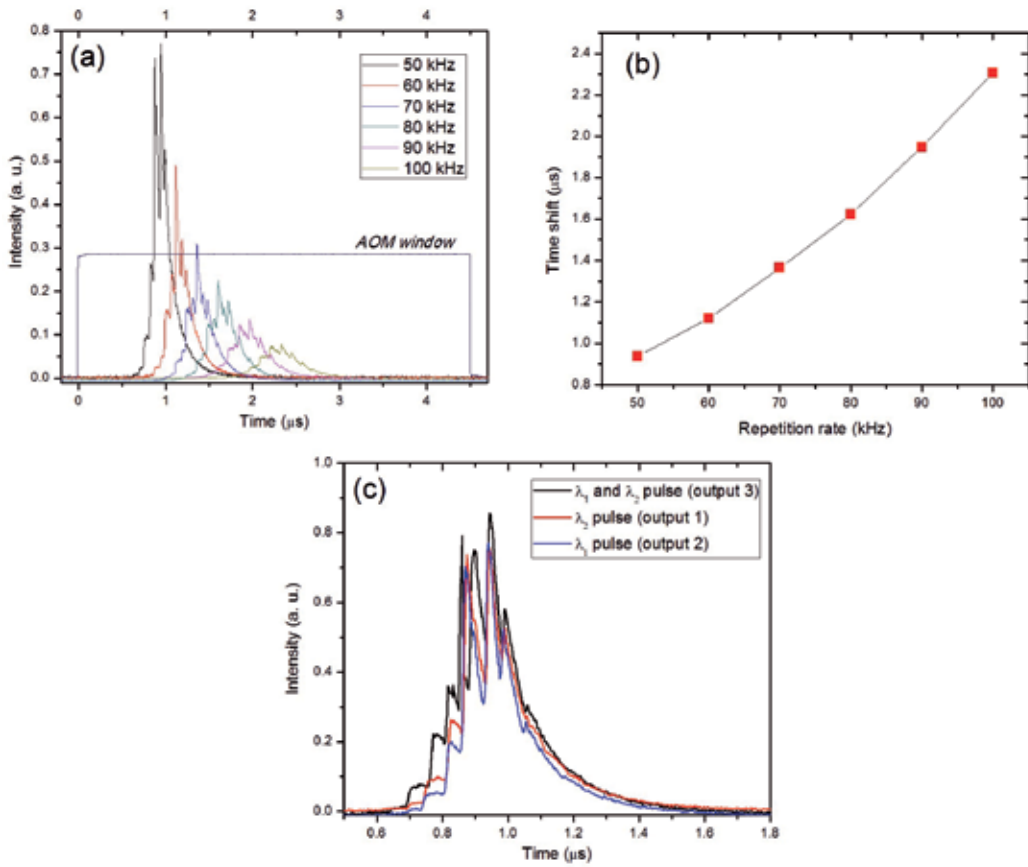 0 1 2 3 4
(a)
50 kHz
60 kHz
70 kHz
80 kHz
90 kHz
100 kHz
AOM window
0.8
0.7
0.6
0.5
0.4
0.3
0.2
0.1
0.0
Intensity (a. u.)
0 1 2 3 4
Time (μs)
(b)
2.4
2.2
2.0
1.8
1.6
1.4
1.2
1.0
0.8
Time shift (μs)
50 60 70 80 90 100
Repetition rate (kHz)
(c)
λ₁ and λ₂ pulse (output 3)
λ₂ pulse (output 1)
λ₁ pulse (output 2)
1.0
0.8
0.6
0.4
0.2
0.0
Intensity (a. u.)
0.6 0.8 1.0 1.2 1.4 1.6 1.8
Time (μs)